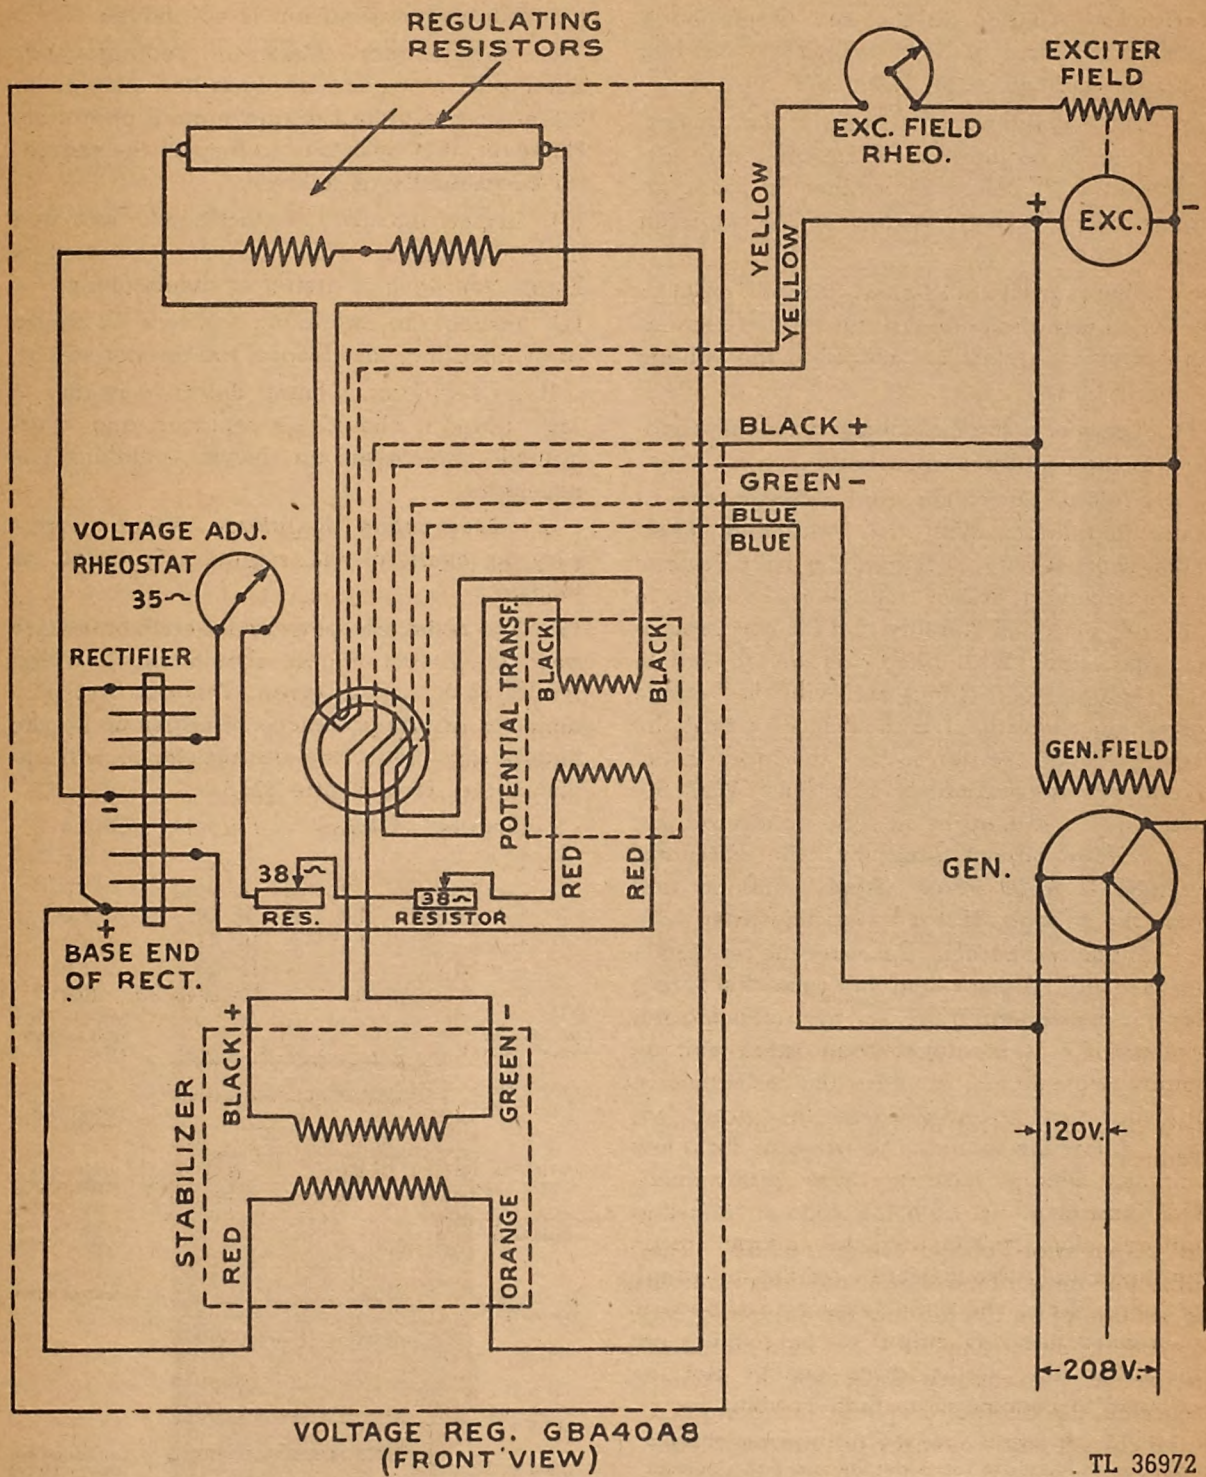 REGULATING
RESISTORS
EXCITER
FIELD
EXC. FIELD
RHEO.
YELLOW
YELLOW
+
EXC.
-
BLACK +
GREEN -
BLUE
BLUE
VOLTAGE ADJ.
RHEOSTAT
35~
RECTIFIER
-
+
BASE END
OF RECT.
POTENTIAL TRANSF.
BLACK
BLACK
RED
RED
38~
RES.
38~
RESISTOR
GEN. FIELD
GEN.
STABILIZER
BLACK +
GREEN -
RED
ORANGE
120V.
208V.
VOLTAGE REG. GBA40A8
(FRONT VIEW)
TL 36972